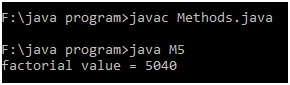 F:\java program>javac Methods.java
F:\java program>java M5
factorial value = 5040